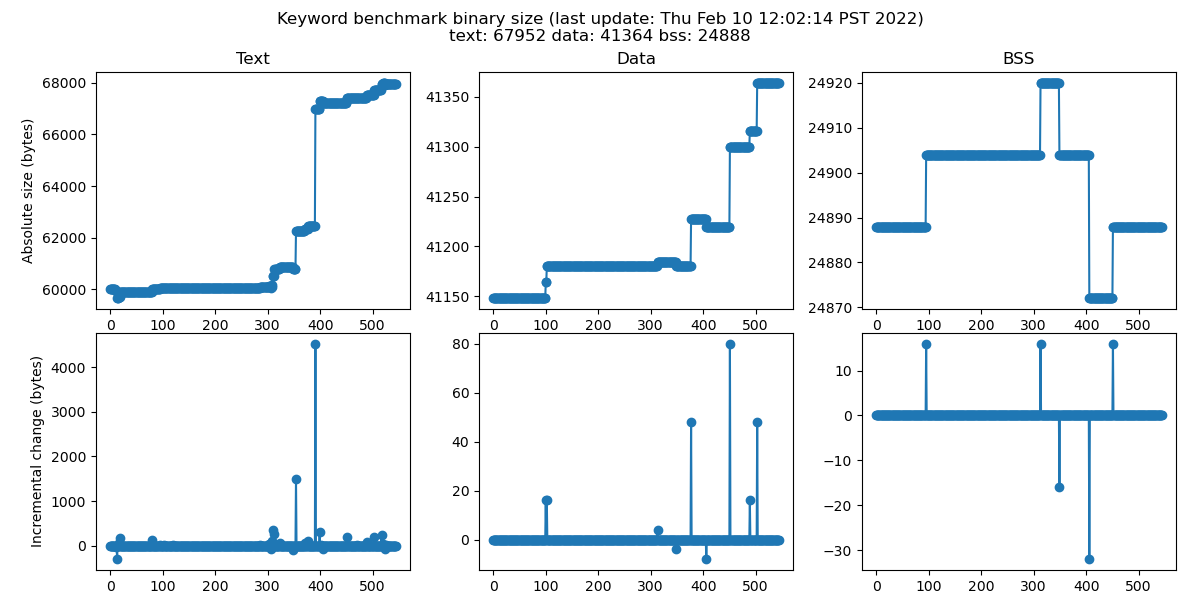 Keyword benchmark binary size (last update: Thu Feb 10 12:02:14 PST 2022)
text: 67952 data: 41364 bss: 24888
Text
Data
BSS
Absolute size (bytes)
68000
66000
64000
62000
60000
0 100 200 300 400 500
41350
41300
41250
41200
41150
0 100 200 300 400 500
24920
24910
24900
24890
24880
24870
0 100 200 300 400 500
Incremental change (bytes)
4000
3000
2000
1000
0
0 100 200 300 400 500
80
60
40
20
0
0 100 200 300 400 500
10
0
−10
−20
−30
0 100 200 300 400 500